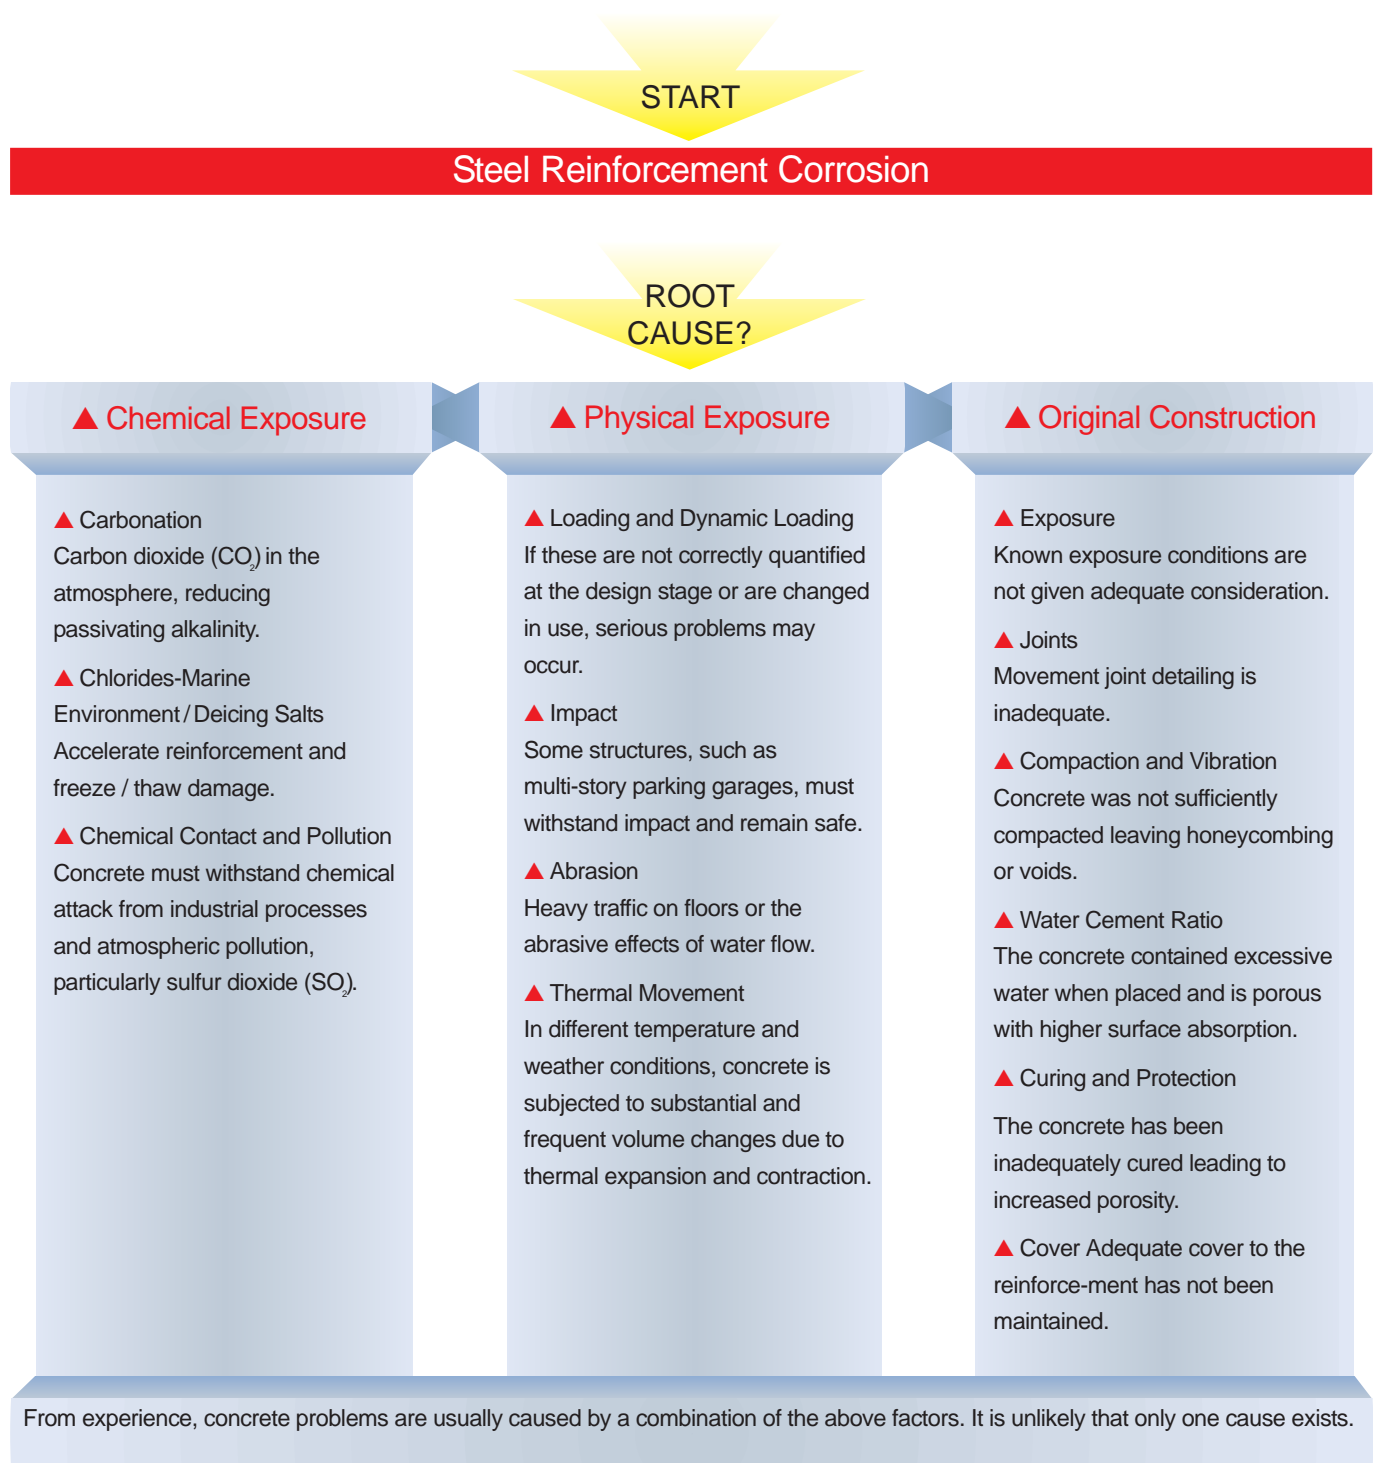 START
Steel Reinforcement Corrosion
ROOT
CAUSE?
▲ Chemical Exposure
▲ Carbonation
Carbon dioxide (CO₂) in the
atmosphere, reducing
passivating alkalinity.
▲ Chlorides-Marine
Environment / Deicing Salts
Accelerate reinforcement and
freeze / thaw damage.
▲ Chemical Contact and Pollution
Concrete must withstand chemical
attack from industrial processes
and atmospheric pollution,
particularly sulfur dioxide (SO₂).
▲ Physical Exposure
▲ Loading and Dynamic Loading
If these are not correctly quantified
at the design stage or are changed
in use, serious problems may
occur.
▲ Impact
Some structures, such as
multi-story parking garages, must
withstand impact and remain safe.
▲ Abrasion
Heavy traffic on floors or the
abrasive effects of water flow.
▲ Thermal Movement
In different temperature and
weather conditions, concrete is
subjected to substantial and
frequent volume changes due to
thermal expansion and contraction.
▲ Original Construction
▲ Exposure
Known exposure conditions are
not given adequate consideration.
▲ Joints
Movement joint detailing is
inadequate.
▲ Compaction and Vibration
Concrete was not sufficiently
compacted leaving honeycombing
or voids.
▲ Water Cement Ratio
The concrete contained excessive
water when placed and is porous
with higher surface absorption.
▲ Curing and Protection
The concrete has been
inadequately cured leading to
increased porosity.
▲ Cover Adequate cover to the
reinforce-ment has not been
maintained.
From experience, concrete problems are usually caused by a combination of the above factors. It is unlikely that only one cause exists.